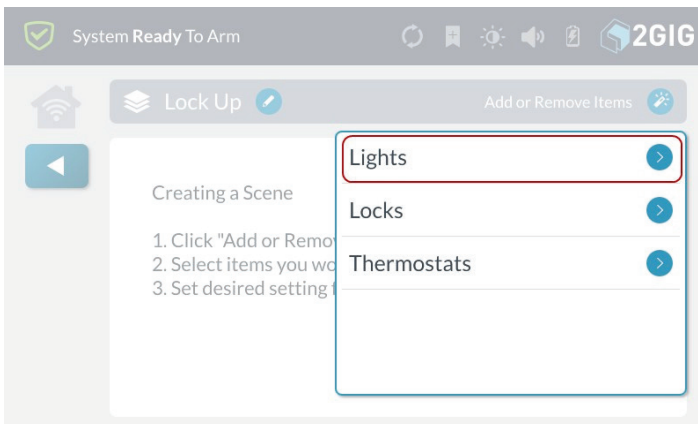 System Ready To Arm
2GIG
Lock Up
Add or Remove Items
Lights
Creating a Scene
Locks
1. Click "Add or Remo
2. Select items you wo
Thermostats
3. Set desired setting